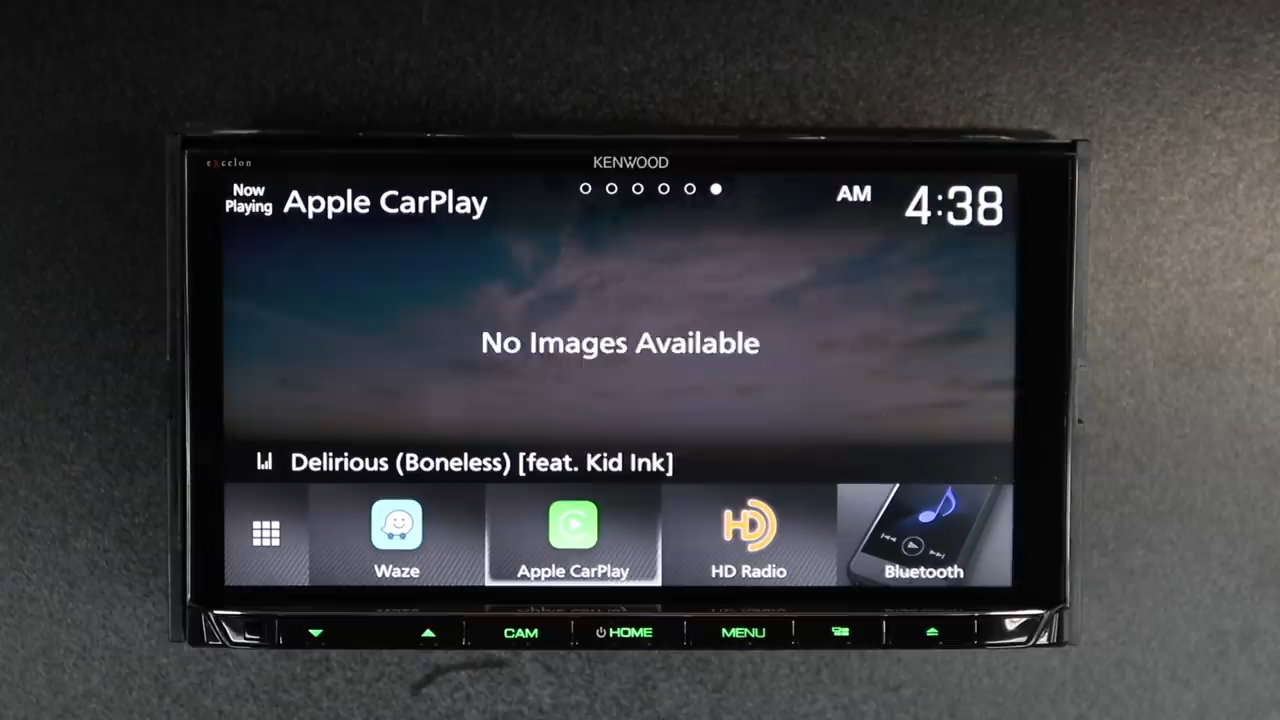 excelon
KENWOOD
Now Playing
Apple CarPlay
AM 4:38
No Images Available
Delirious (Boneless) [feat. Kid Ink]
Waze
Apple CarPlay
HD
HD Radio
Bluetooth
CAM
HOME
MENU